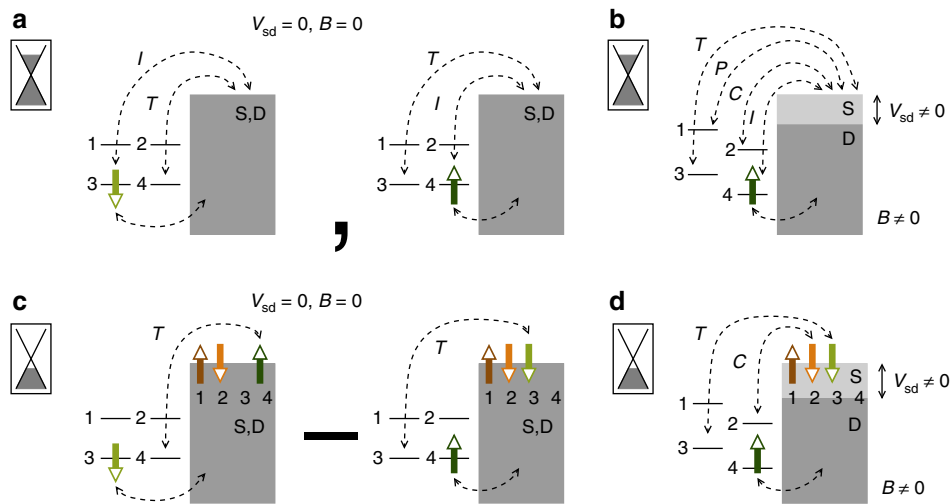 a
V_sd = 0, B = 0
I
T
S,D
1 2
3 4
,
T
I
S,D
1 2
3 4
b
T
P
C
I
S
V_sd ≠ 0
D
1
2
3
4
B ≠ 0
c
V_sd = 0, B = 0
T
1 2 3 4
S,D
1 2
3 4
T
1 2 3 4
S,D
1 2
3 4
d
T
C
S
V_sd ≠ 0
1 2 3 4
D
1
2
3
4
B ≠ 0